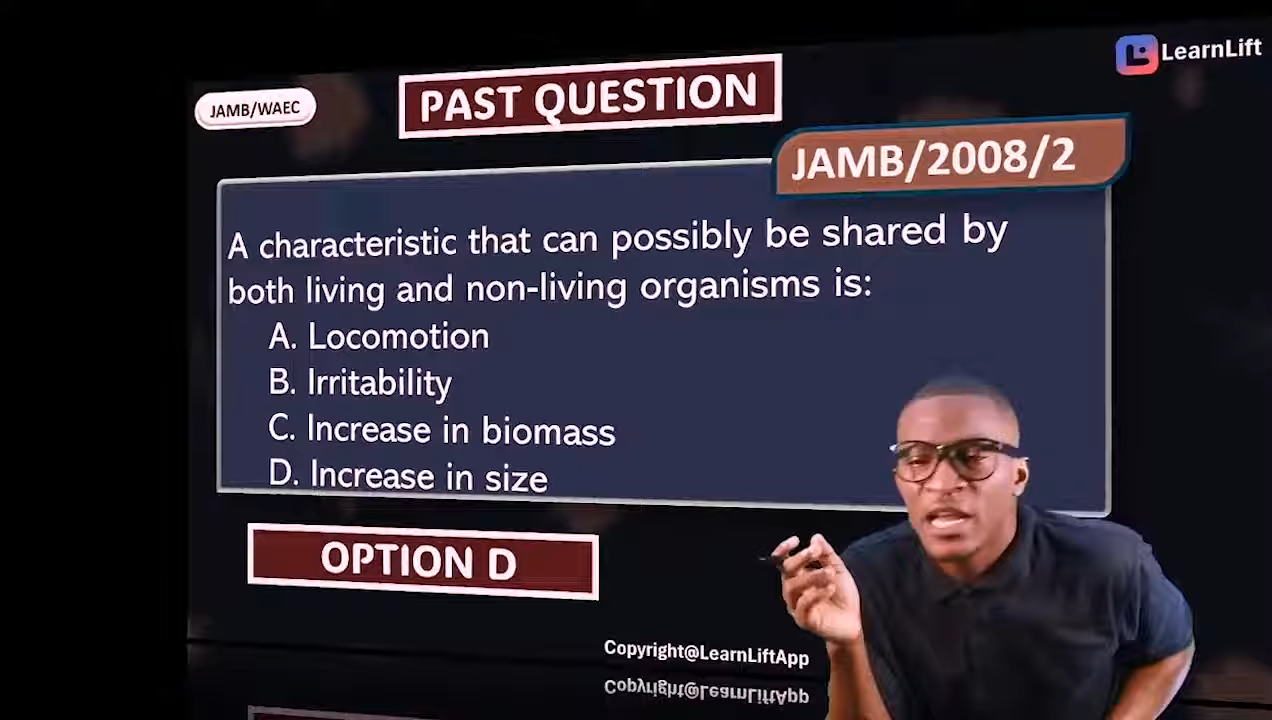 LearnLift
JAMB/WAEC
PAST QUESTION
JAMB/2008/2
A characteristic that can possibly be shared by
both living and non-living organisms is:
A. Locomotion
B. Irritability
C. Increase in biomass
D. Increase in size
OPTION D
Copyright@LearnLiftApp
Copyright@LearnLiftApp